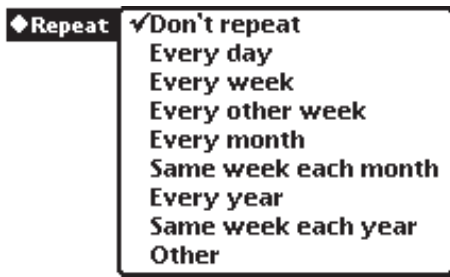 ◆Repeat
✓Don't repeat
Every day
Every week
Every other week
Every month
Same week each month
Every year
Same week each year
Other